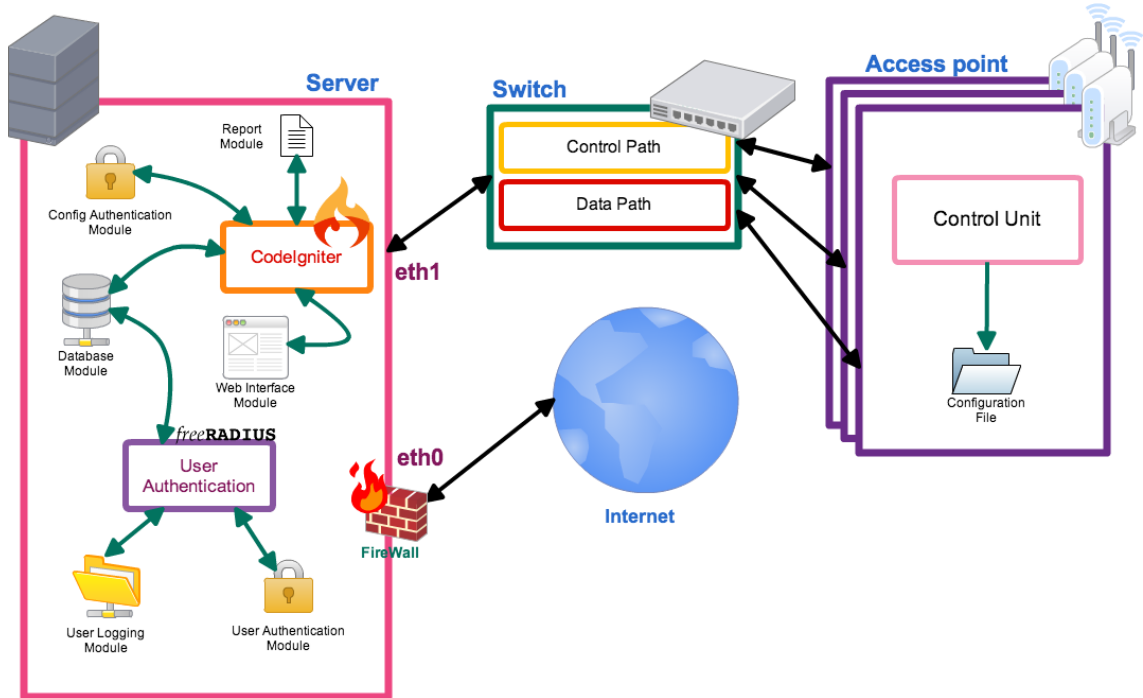 Server
Report
Module
Config Authentication
Module
CodeIgniter
eth1
Database
Module
Web Interface
Module
freeRADIUS
User
Authentication
eth0
FireWall
User Logging
Module
User Authentication
Module
Switch
Control Path
Data Path
Internet
Access point
Control Unit
Configuration
File